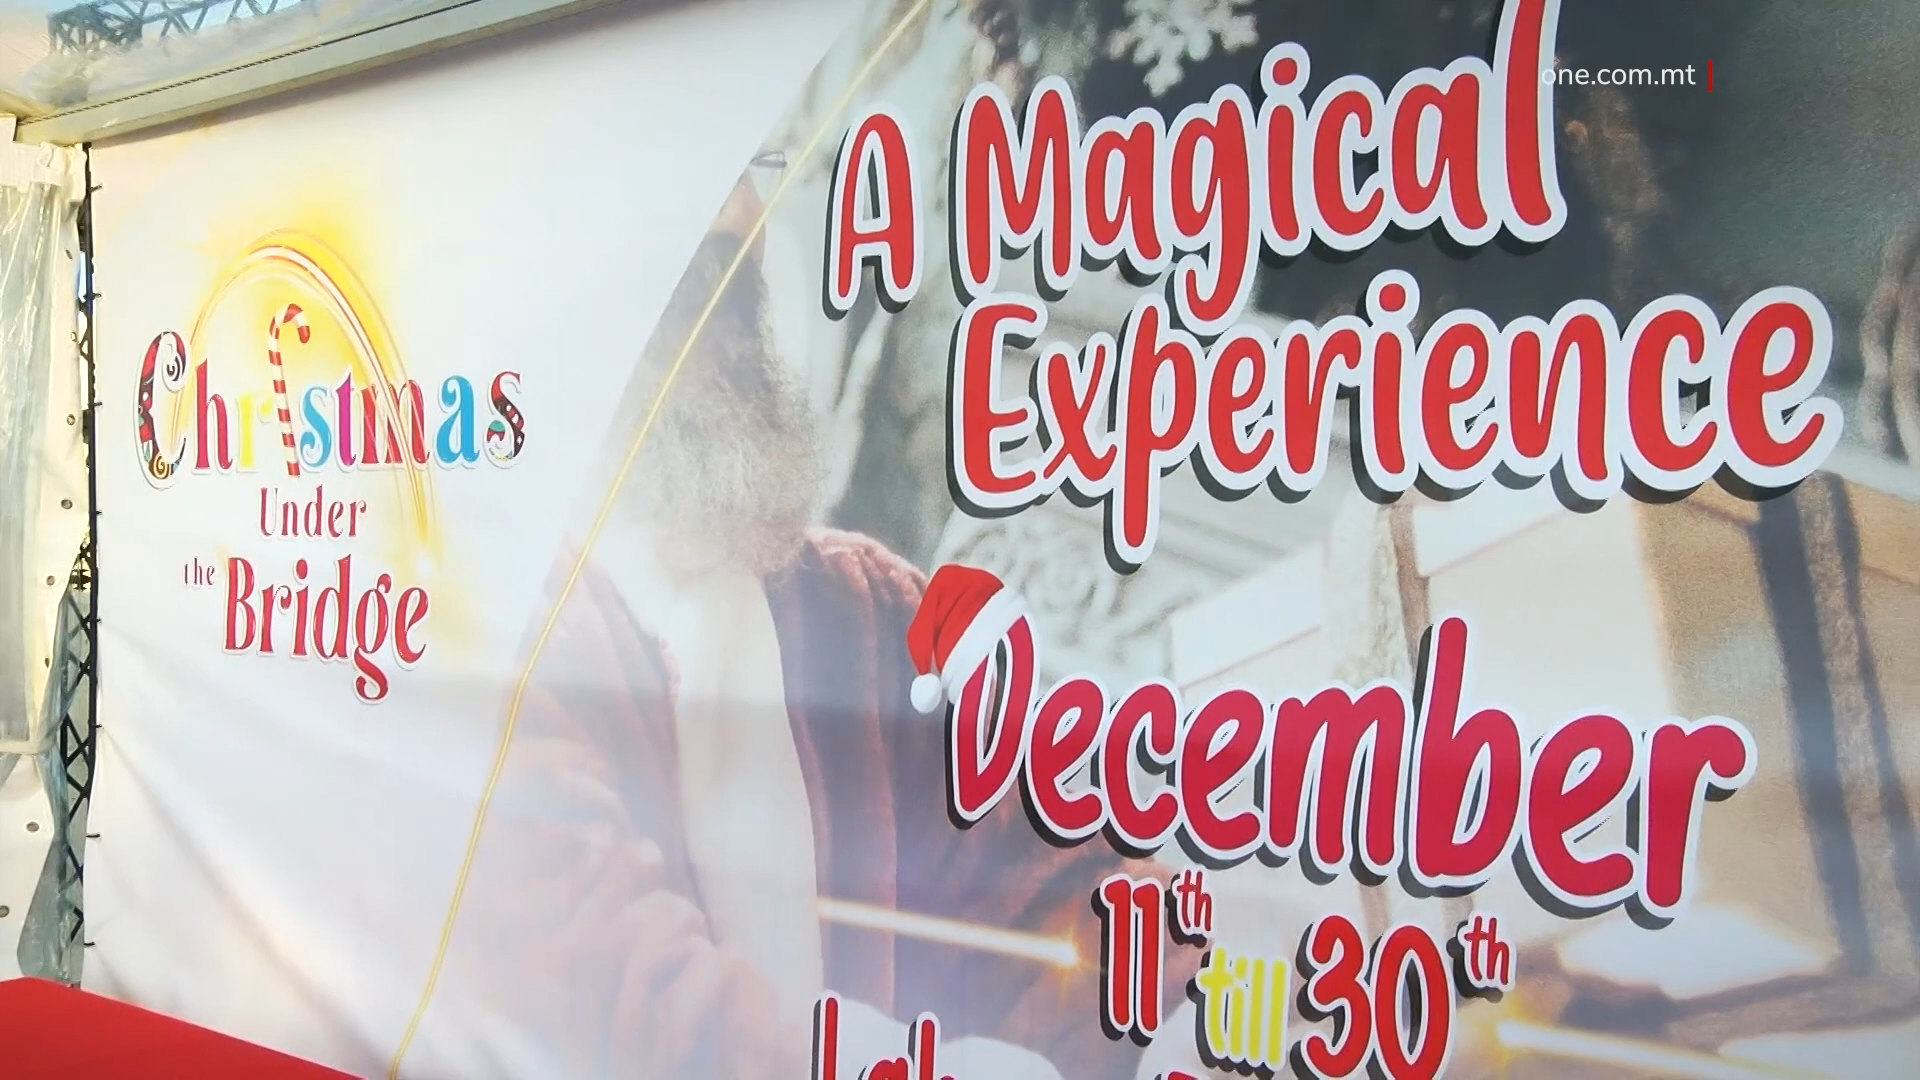 one.com.mt
A Magical
Experience
Christmas
Under
the Bridge
December
11th till 30th